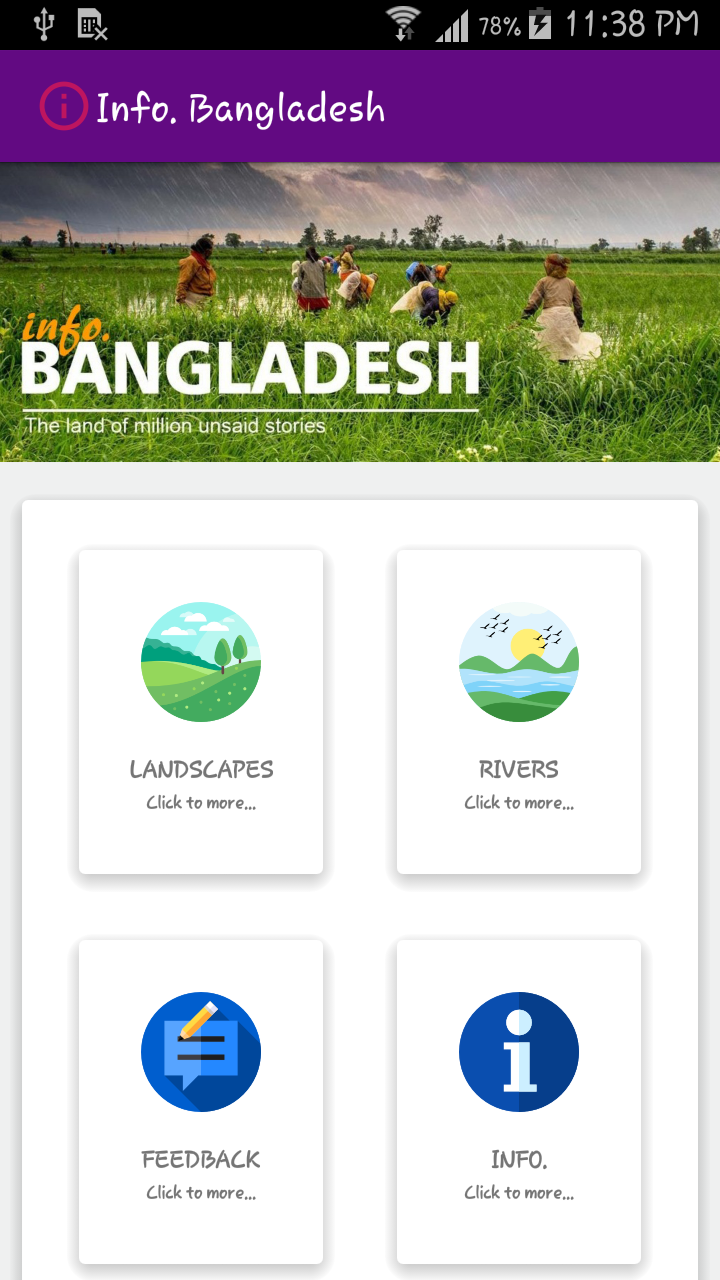 78% 11:38 PM
Info. Bangladesh
info.
BANGLADESH
The land of million unsaid stories
LANDSCAPES
Click to more...
RIVERS
Click to more...
FEEDBACK
Click to more...
INFO.
Click to more...